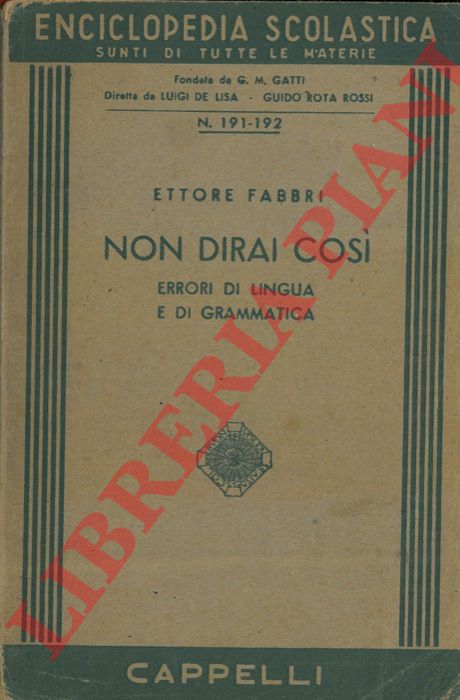 ENCICLOPEDIA SCOLASTICA
SUNTI DI TUTTE LE MATERIE
Fondata da G. M. GATTI
Diretta da LUIGI DE LISA - GUIDO ROTA ROSSI
N. 191-192
ETTORE FABBRI
NON DIRAI COSÌ
ERRORI DI LINGUA
E DI GRAMMATICA
CAPPELLI
LIBRERIA PIANI